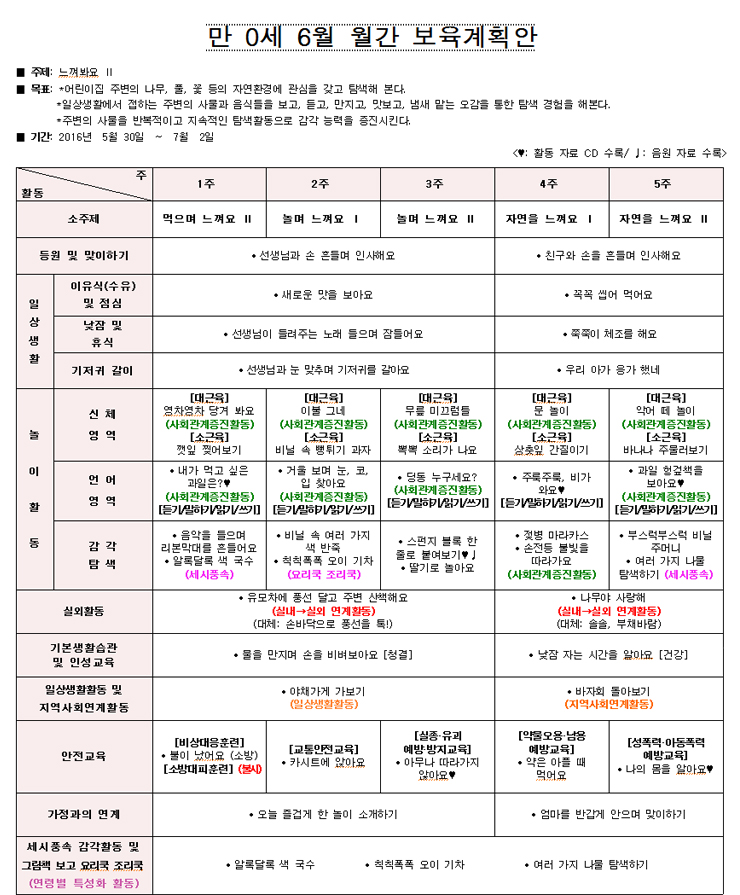 만 0세 6월 월간 보육계획안
■ 주제: 느껴봐요 II
■ 목표: *어린이집 주변의 나무, 풀, 꽃 등의 자연환경에 관심을 갖고 탐색해 본다.
*일상생활에서 접하는 주변의 사물과 음식들을 보고, 듣고, 만지고, 맛보고, 냄새 맡는 오감을 통한 탐색 경험을 해본다.
*주변의 사물을 반복적이고 지속적인 탐색활동으로 감각 능력을 증진시킨다.
■ 기간: 2016년 5월 30일 ~ 7월 2일
<♥: 활동 자료 CD 수록/ ♩: 음원 자료 수록>
주
활동
1주 2주 3주 4주 5주
소주제 먹으며 느껴요 II 놀며 느껴요 I 놀며 느껴요 II 자연을 느껴요 I 자연을 느껴요 II
등원 및 맞이하기 • 선생님과 손 흔들며 인사해요 • 친구와 손을 흔들며 인사해요
일상생활
이유식(수유)
및 점심
• 새로운 맛을 보아요 • 꼭꼭 씹어 먹어요
낮잠 및
휴식
• 선생님이 들려주는 노래 들으며 잠들어요 • 쭉쭉이 체조를 해요
기저귀 갈이 • 선생님과 눈 맞추며 기저귀를 갈아요 • 우리 아가 응가 했네
놀이활동
신 체
영 역
[대근육]
영차영차 당겨 봐요
(사회관계증진활동)
[소근육]
깻잎 찢어보기
[대근육]
이불 그네
(사회관계증진활동)
[소근육]
비닐 속 뻥튀기 과자
[대근육]
무릎 미끄럼틀
(사회관계증진활동)
[소근육]
뽁뽁 소리가 나요
[대근육]
문 놀이
(사회관계증진활동)
[소근육]
상춧잎 간질이기
[대근육]
악어 떼 놀이
(사회관계증진활동)
[소근육]
바나나 주물러보기
언 어
영 역
• 내가 먹고 싶은
과일은?♥
(사회관계증진활동)
[듣기/말하기/읽기/쓰기]
• 거울 보며 눈, 코,
입 찾아요
(사회관계증진활동)
[듣기/말하기/읽기/쓰기]
• 딩동 누구세요?
(사회관계증진활동)
[듣기/말하기/읽기/쓰기]
• 주룩주룩, 비가
와요♥
[듣기/말하기/읽기/쓰기]
• 과일 헝겊책을
보아요♥
(사회관계증진활동)
[듣기/말하기/읽기/쓰기]
감 각
탐 색
• 음악을 들으며
리본막대를 흔들어요
• 알록달록 색 국수
(세시풍속)
• 비닐 속 여러 가지
색 반죽
• 칙칙폭폭 오이 기차
(요리쿡 조리쿡)
• 스펀지 블록 한
줄로 붙여보기♥♩
• 딸기로 놀아요
• 젖병 마라카스
• 손전등 불빛을
따라가요
(사회관계증진활동)
• 부스럭부스럭 비닐
주머니
• 여러 가지 나물
탐색하기 (세시풍속)
실외활동
• 유모차에 풍선 달고 주변 산책해요
(실내→실외 연계활동)
(대체: 손바닥으로 풍선을 톡!)
• 나무야 사랑해
(실내→실외 연계활동)
(대체: 솔솔, 부채바람)
기본생활습관
및 인성교육
• 물을 만지며 손을 비벼보아요 [청결] • 낮잠 자는 시간을 알아요 [건강]
일상생활활동 및
지역사회연계활동
• 야채가게 가보기
(일상생활활동)
• 바자회 돌아보기
(지역사회연계활동)
안전교육
[비상대응훈련]
• 불이 났어요 (소방)
[소방대피훈련] (불시)
[교통안전교육]
• 카시트에 앉아요
[실종·유괴
예방·방지교육]
• 아무나 따라가지
않아요♥
[약물오용·남용
예방교육]
• 약은 아플 때
먹어요
[성폭력·아동폭력
예방교육]
• 나의 몸을 알아요♥
가정과의 연계 • 오늘 즐겁게 한 놀이 소개하기 • 엄마를 반갑게 안으며 맞이하기
세시풍속 감각활동 및
그림책 보고 요리쿡 조리쿡
(연령별 특성화 활동)
• 알록달록 색 국수 • 칙칙폭폭 오이 기차 • 여러 가지 나물 탐색하기